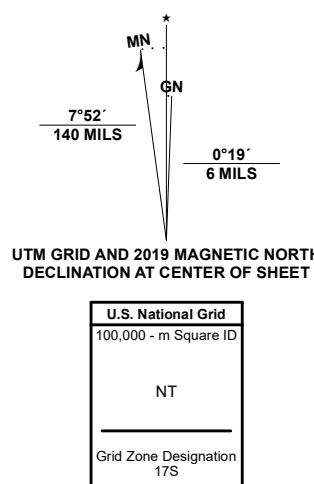 ★
MN
GN
7°52´
140 MILS
0°19´
6 MILS
UTM GRID AND 2019 MAGNETIC NORTH
DECLINATION AT CENTER OF SHEET
U.S. National Grid
100,000 - m Square ID
NT
Grid Zone Designation
17S